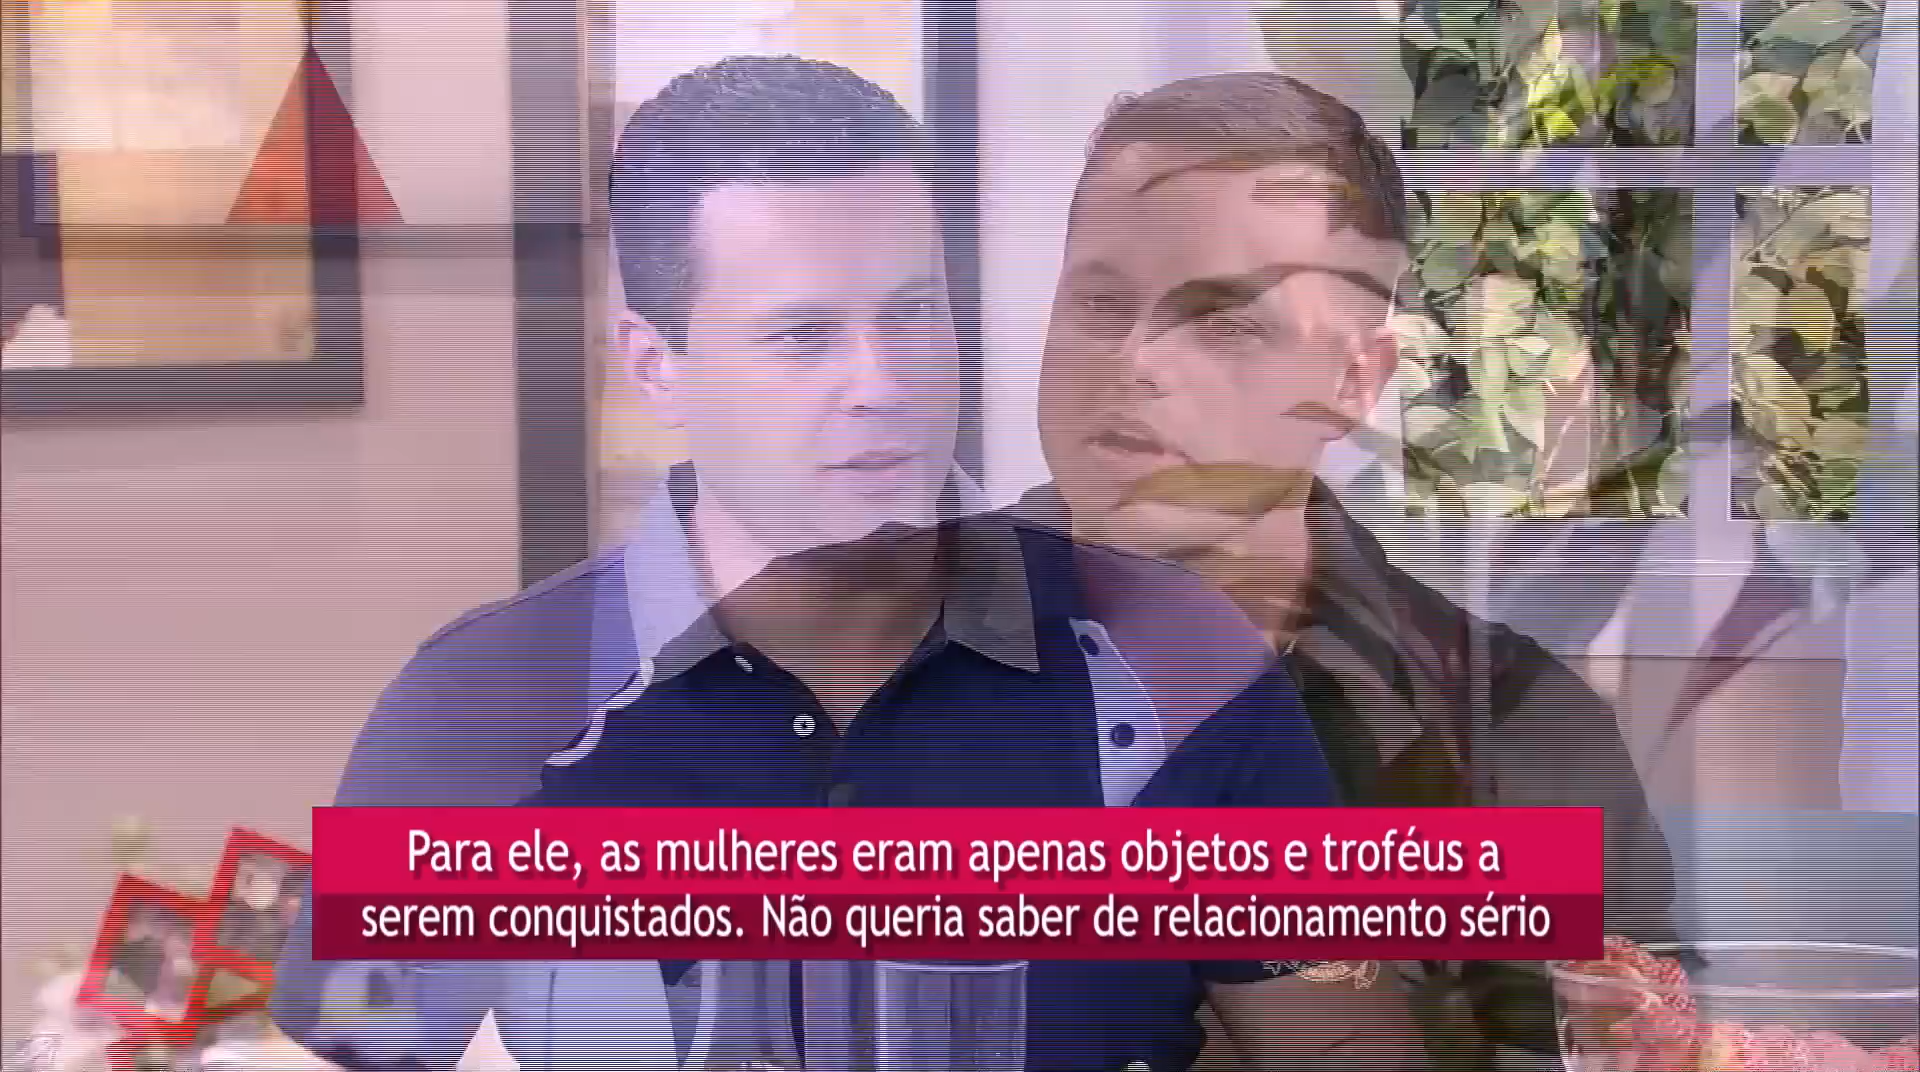 Para ele, as mulheres eram apenas objetos e troféus a
serem conquistados. Não queria saber de relacionamento sério